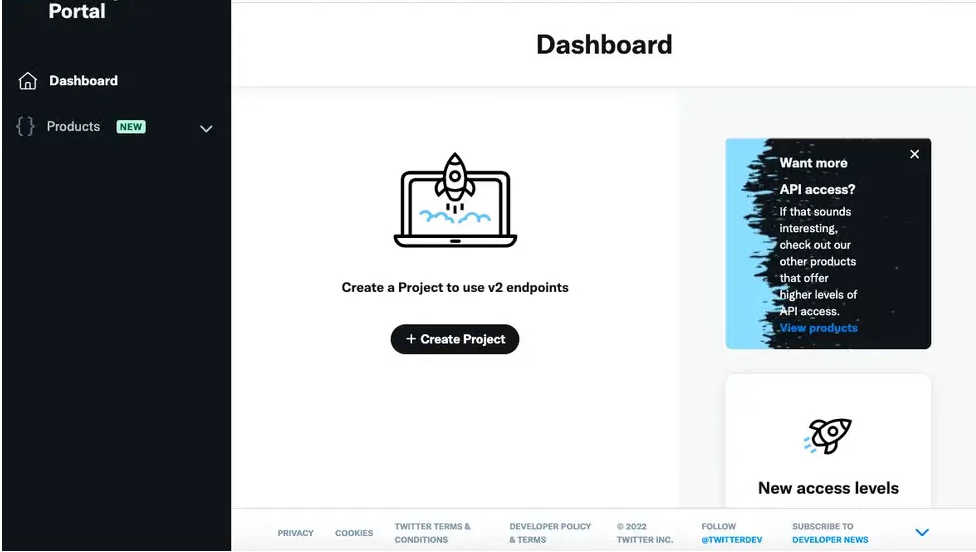 Portal
Dashboard
Dashboard
Products NEW
Create a Project to use v2 endpoints
+ Create Project
Want more
API access?
If that sounds
interesting,
check out our
other products
that offer
higher levels of
API access.
View products
New access levels
PRIVACY
COOKIES
TWITTER TERMS &
CONDITIONS
DEVELOPER POLICY
& TERMS
© 2022
TWITTER INC.
FOLLOW
@TWITTERDEV
SUBSCRIBE TO
DEVELOPER NEWS